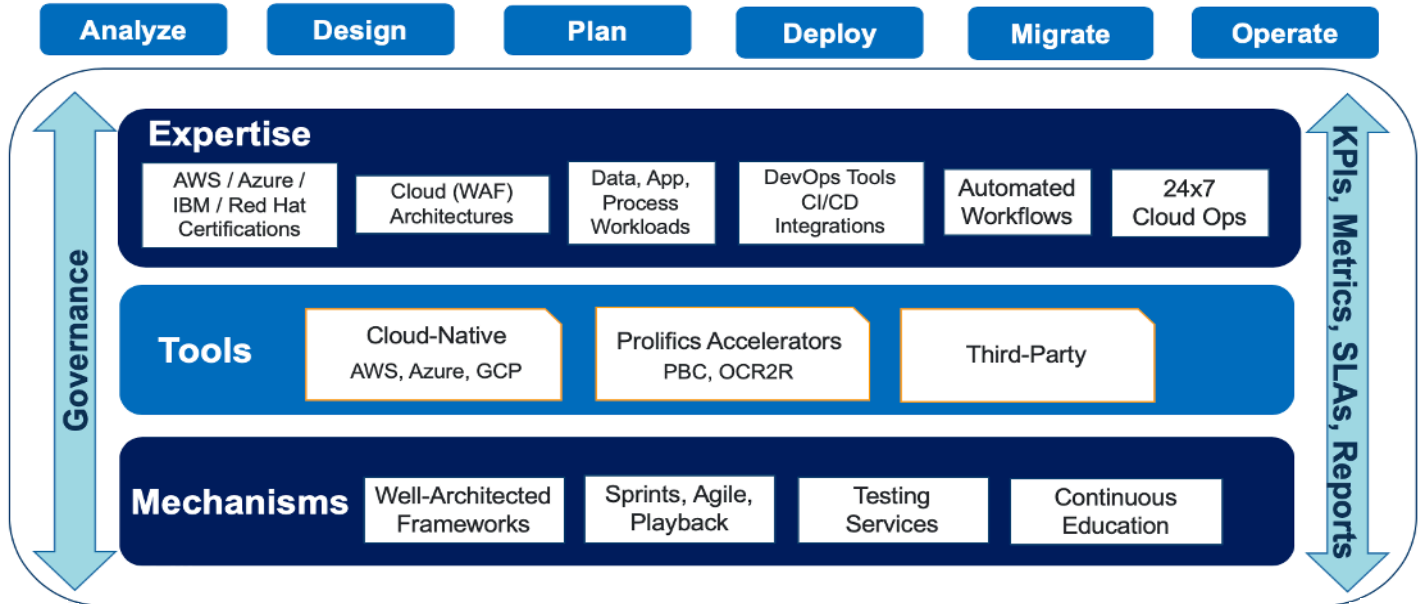 Analyze
Design
Plan
Deploy
Migrate
Operate
Governance
Expertise
AWS / Azure /
IBM / Red Hat
Certifications
Cloud (WAF)
Architectures
Data, App,
Process
Workloads
DevOps Tools
CI/CD
Integrations
Automated
Workflows
24x7
Cloud Ops
Tools
Cloud-Native
AWS, Azure, GCP
Prolifics Accelerators
PBC, OCR2R
Third-Party
Mechanisms
Well-Architected
Frameworks
Sprints, Agile,
Playback
Testing
Services
Continuous
Education
KPIs, Metrics, SLAs, Reports